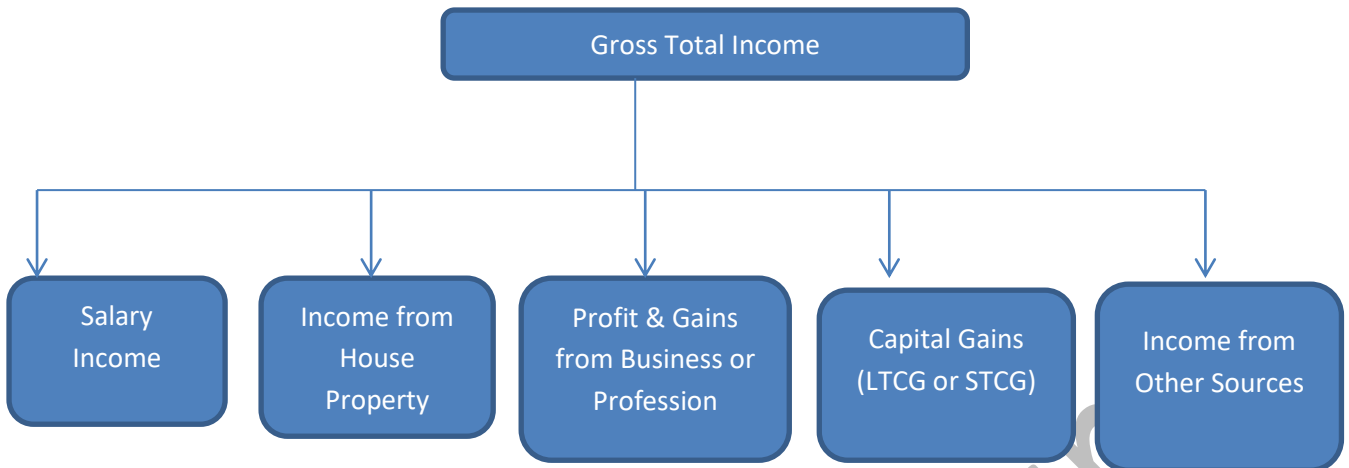 Gross Total Income
Salary
Income
Income from
House
Property
Profit & Gains
from Business or
Profession
Capital Gains
(LTCG or STCG)
Income from
Other Sources